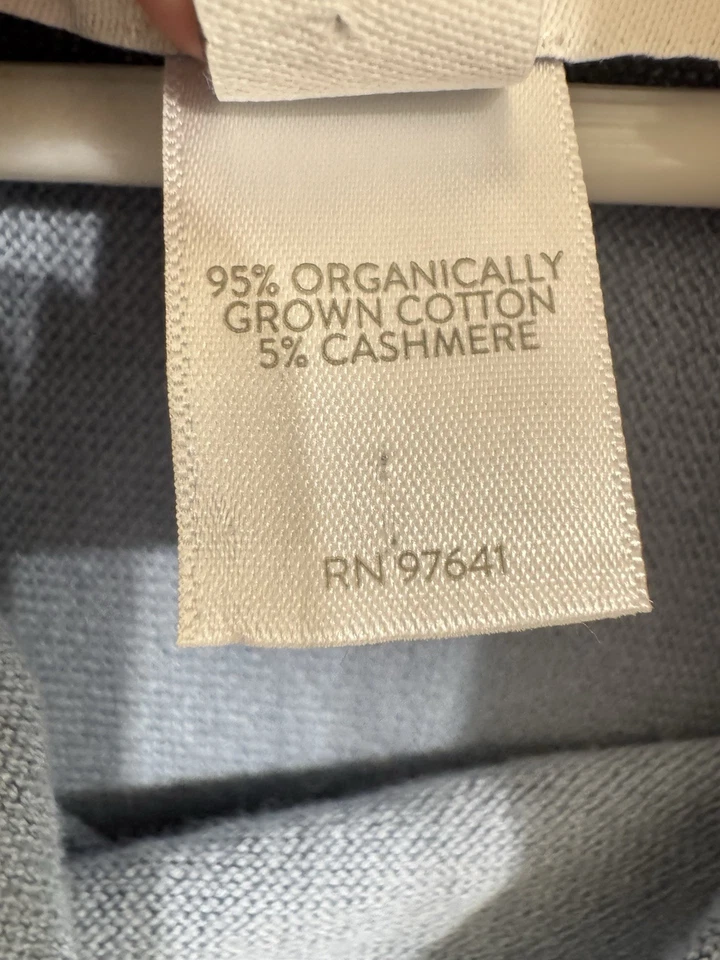 95% ORGANICALLY
GROWN COTTON
5% CASHMERE
RN 97641